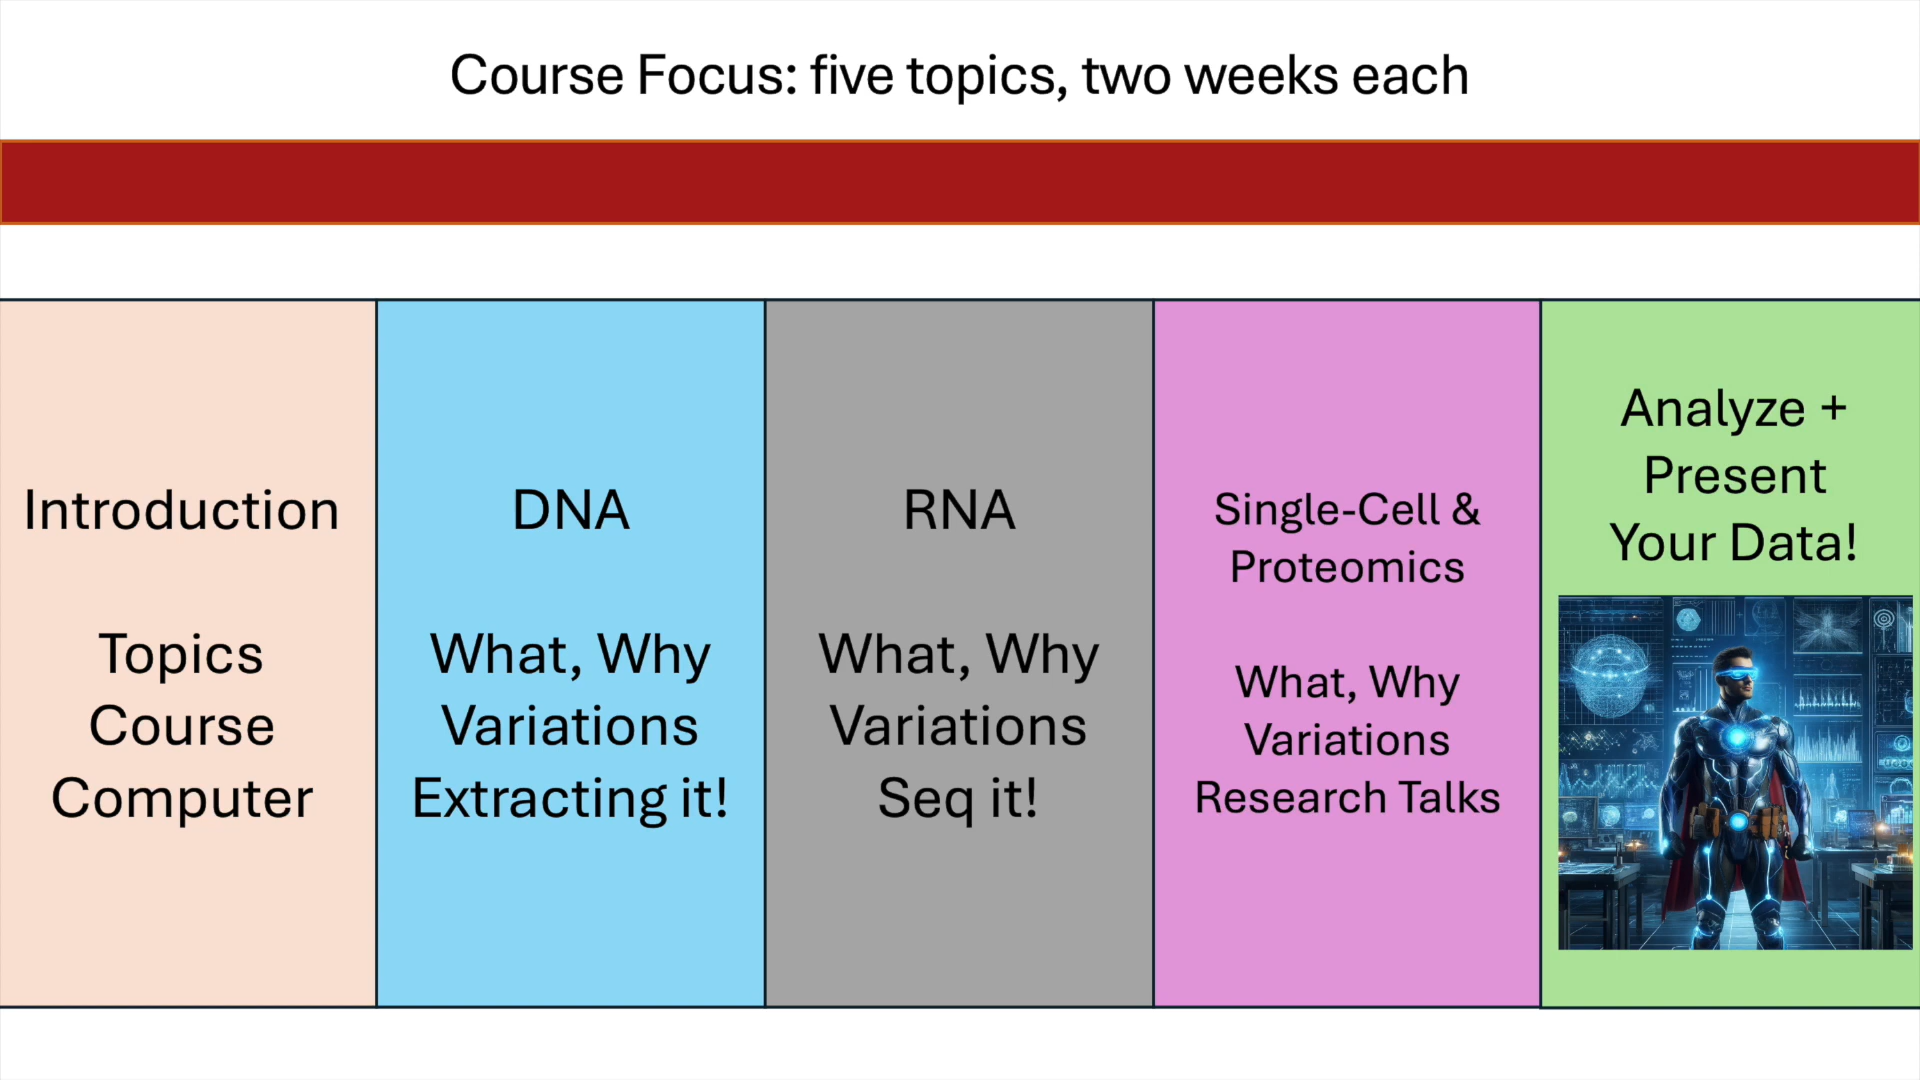 Course Focus: five topics, two weeks each
Introduction
Topics
Course
Computer
DNA
What, Why
Variations
Extracting it!
RNA
What, Why
Variations
Seq it!
Single-Cell &
Proteomics
What, Why
Variations
Research Talks
Analyze +
Present
Your Data!